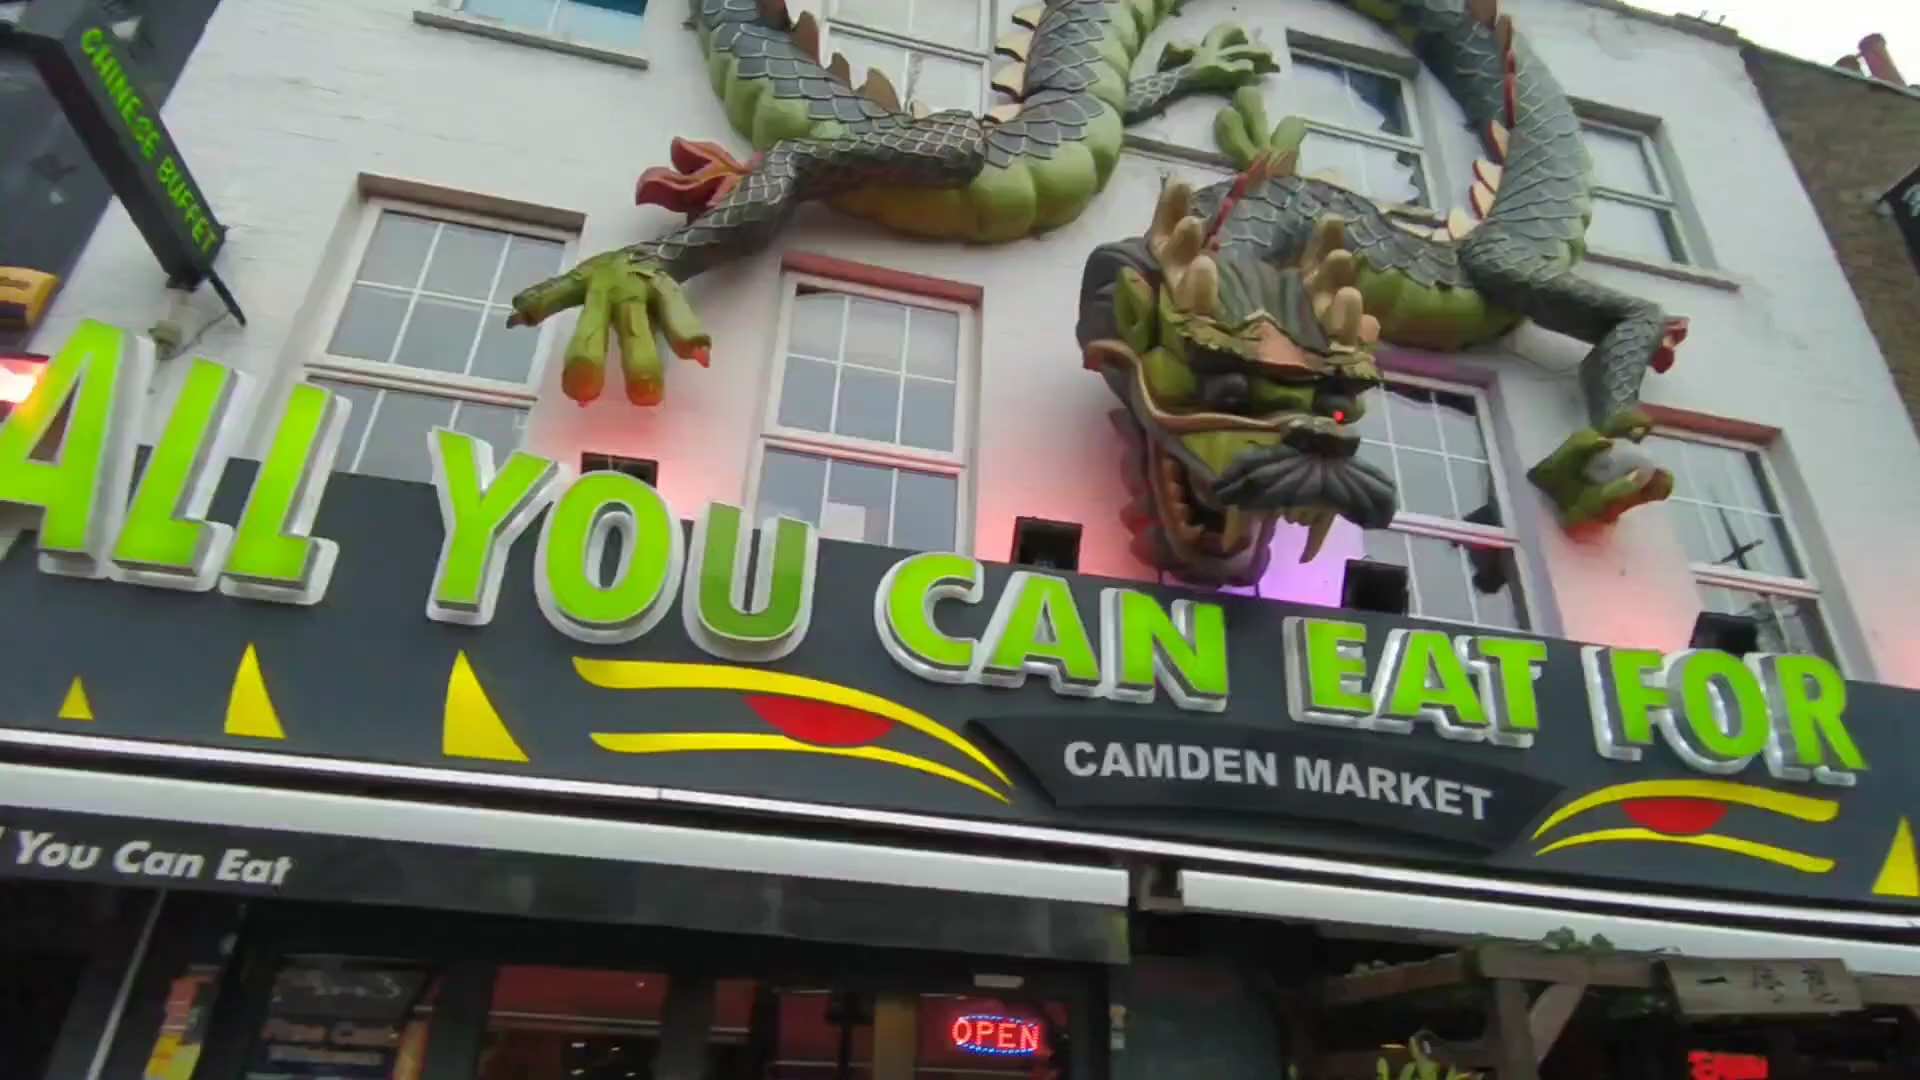 CHINESE BUFFET
ALL YOU CAN EAT FOR
CAMDEN MARKET
You Can Eat
OPEN